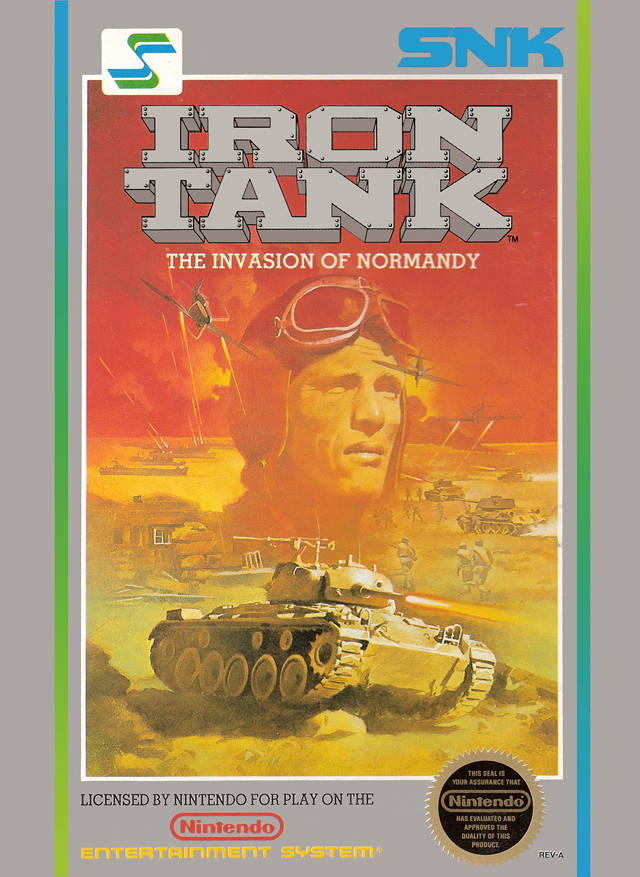 S
SNK
IRON
TANK
TM
THE INVASION OF NORMANDY
LICENSED BY NINTENDO FOR PLAY ON THE
Nintendo
ENTERTAINMENT SYSTEM®
THIS SEAL IS
YOUR ASSURANCE THAT
Nintendo
HAS EVALUATED AND
APPROVED THE
QUALITY OF THIS
PRODUCT.
REV-A